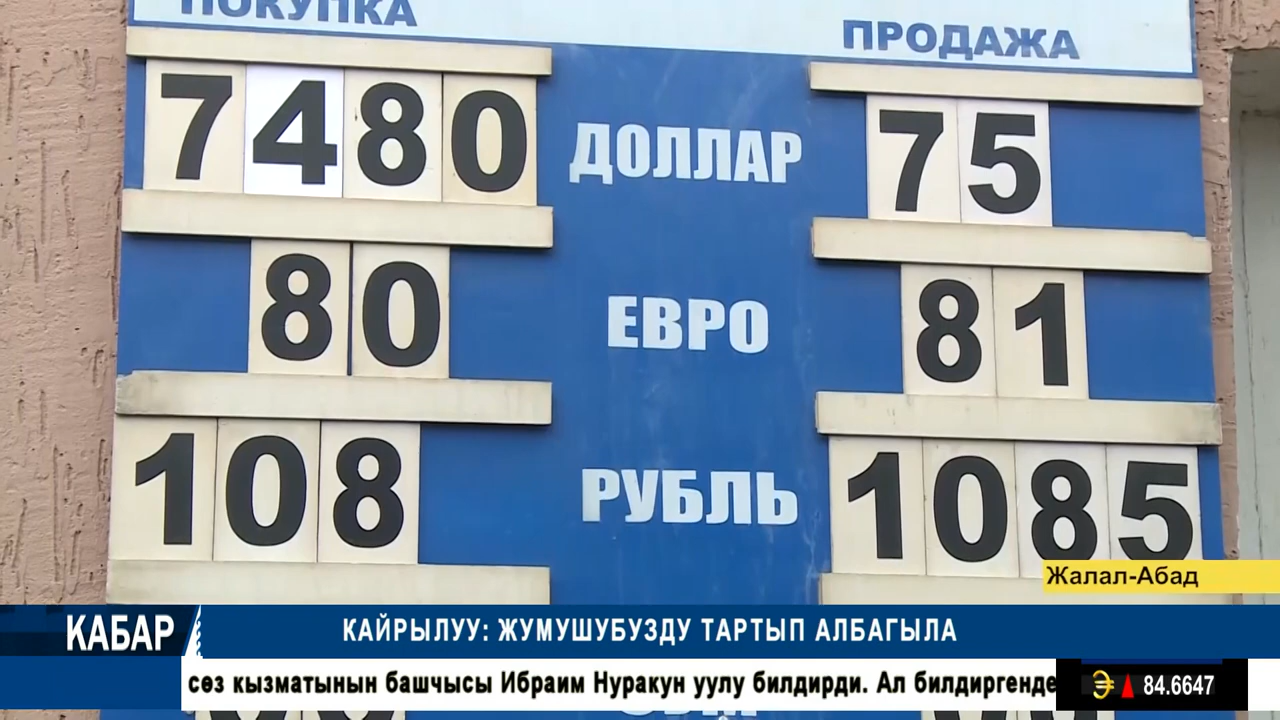 ПОКУПКА ПРОДАЖА
7480 ДОЛЛАР 75
80 ЕВРО 81
108 РУБЛЬ 1085
Жалал-Абад
КАБАР КАЙРЫЛУУ: ЖУМУШУБУЗДУ ТАРТЫП АЛБАГЫЛА
сөз кызматынын башчысы Ибраим Нуракун уулу билдирди. Ал билдиргенде 84.6647